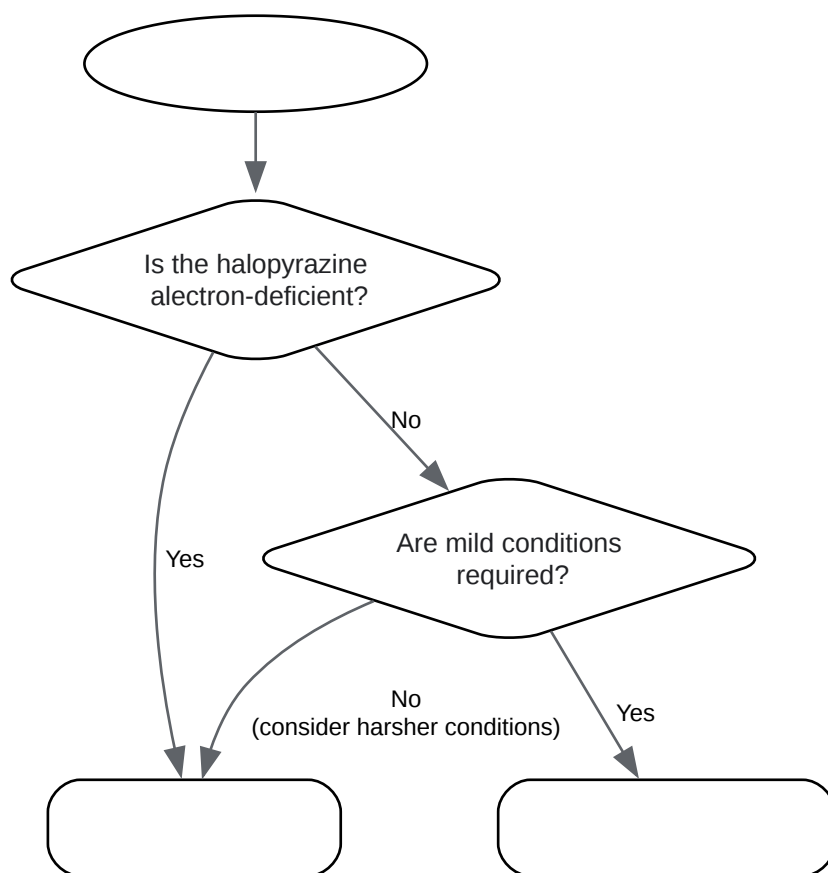 Is the halopyrazine
alectron-deficient?
No
Yes
Are mild conditions
required?
No
(consider harsher conditions)
Yes